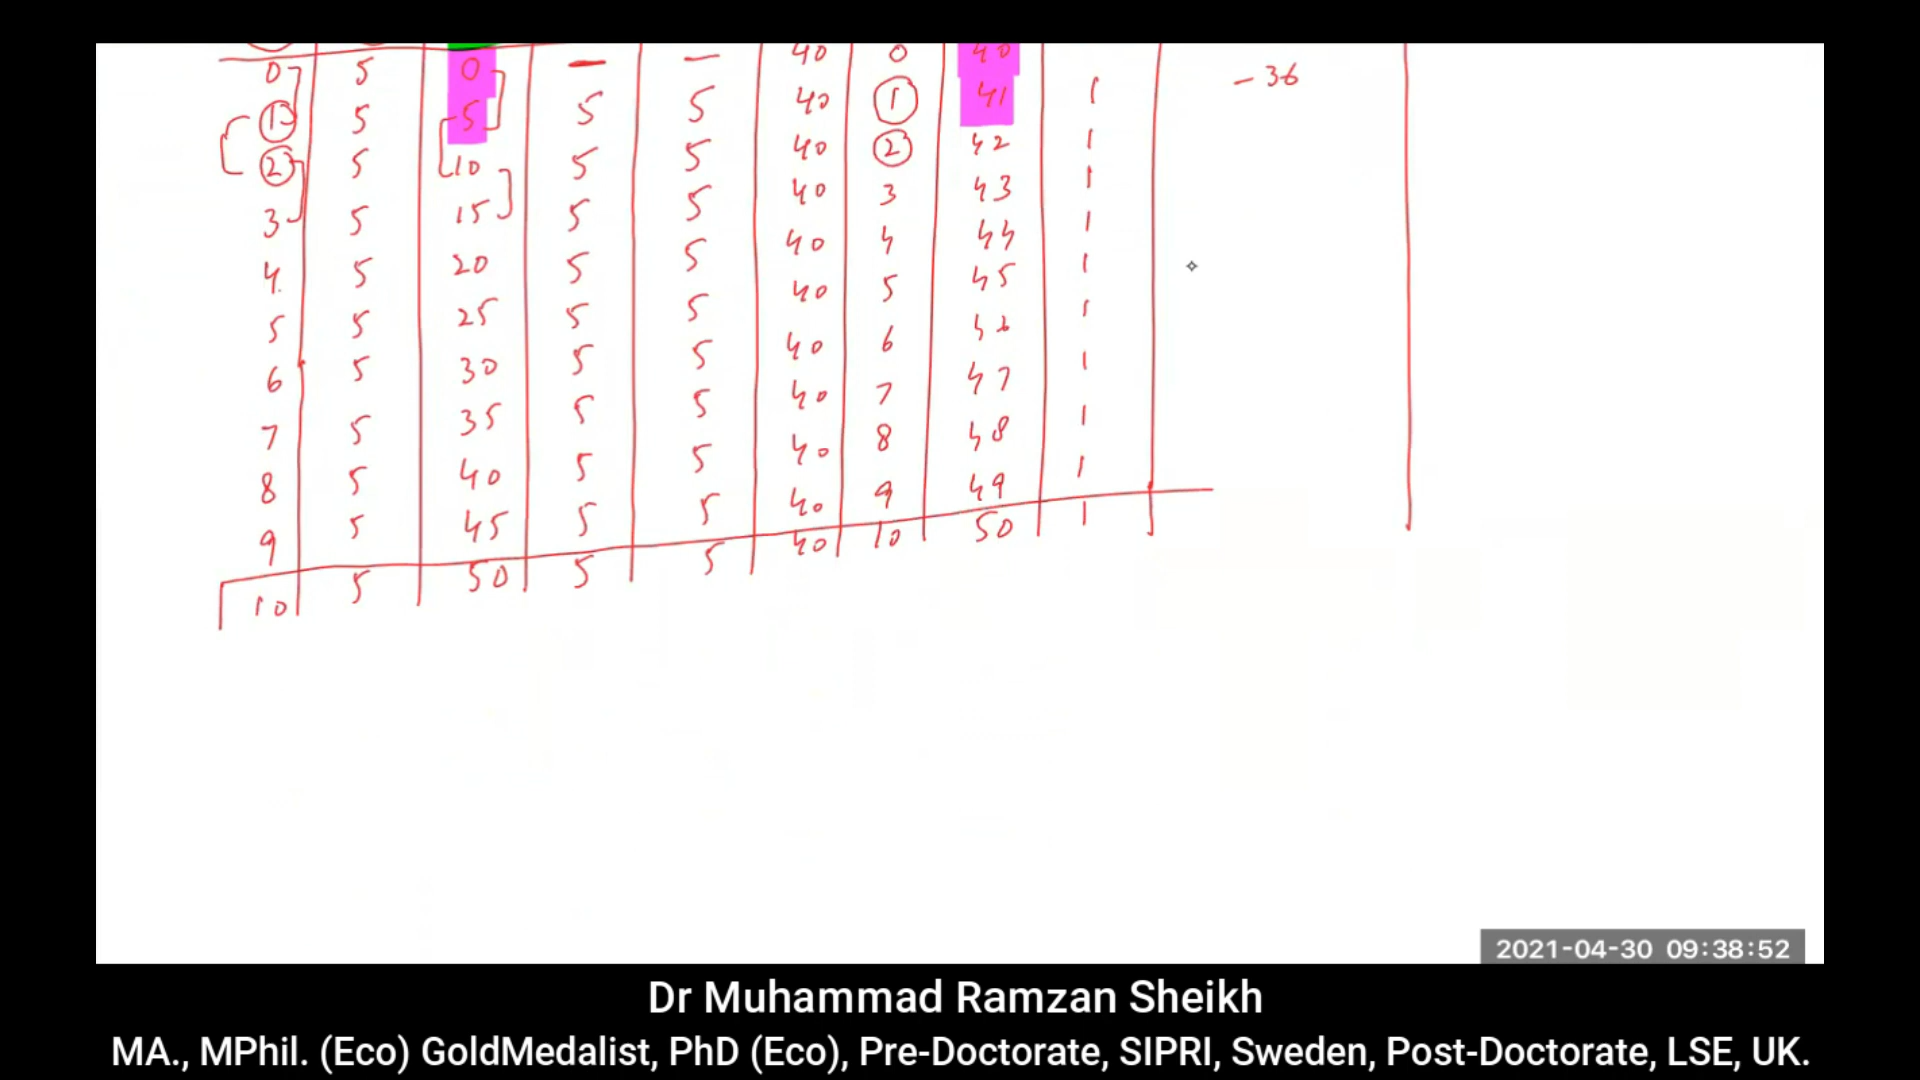 0 5 0 — — 40 0 40
1 5 5 5 5 40 1 41 1 -36
2 5 10 5 5 40 2 42 1
3 5 15 5 5 40 3 43 1
4 5 20 5 5 40 4 44 1
5 5 25 5 5 40 5 45 1
6 5 30 5 5 40 6 46 1
7 5 35 5 5 40 7 47 1
8 5 40 5 5 40 8 48 1
9 5 45 5 5 40 9 49 1
10 5 50 5 5 40 10 50 1
2021-04-30 09:38:52
Dr Muhammad Ramzan Sheikh
MA., MPhil. (Eco) GoldMedalist, PhD (Eco), Pre-Doctorate, SIPRI, Sweden, Post-Doctorate, LSE, UK.